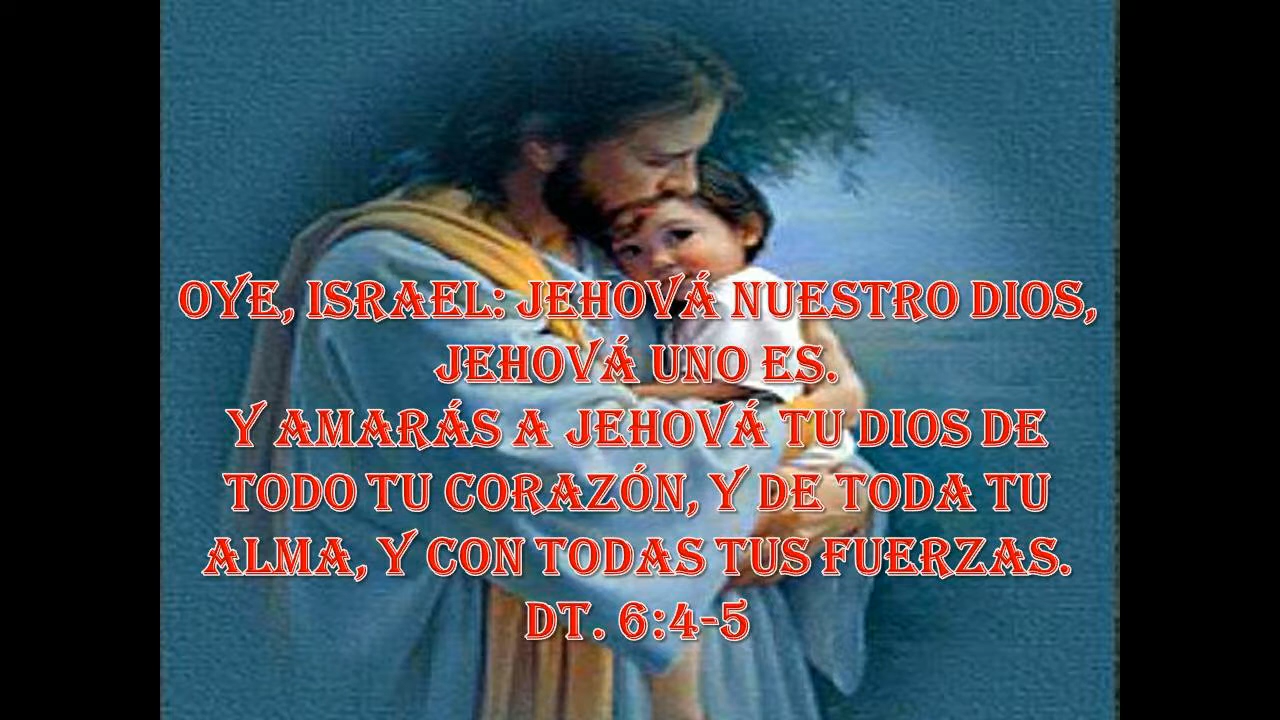 OYE, ISRAEL: JEHOVÁ NUESTRO DIOS,
JEHOVÁ UNO ES.
Y AMARÁS A JEHOVÁ TU DIOS DE
TODO TU CORAZÓN, Y DE TODA TU
ALMA, Y CON TODAS TUS FUERZAS.
DT. 6:4-5